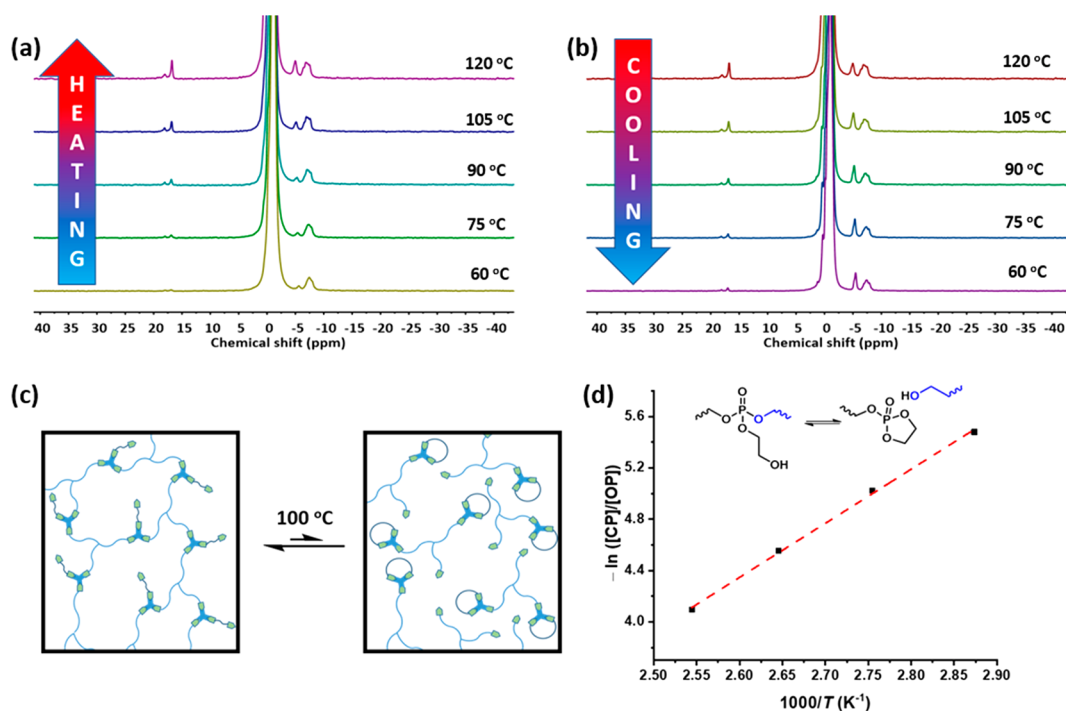 (a)
HEATING
120 °C
105 °C
90 °C
75 °C
60 °C
40 35 30 25 20 15 10 5 0 -5 -10 -15 -20 -25 -30 -35 -40
Chemical shift (ppm)
(b)
COOLING
120 °C
105 °C
90 °C
75 °C
60 °C
40 35 30 25 20 15 10 5 0 -5 -10 -15 -20 -25 -30 -35 -40
Chemical shift (ppm)
(c)
100 °C
(d)
O
O P O
O
OH
HO
O O O
P
O
5.6
5.2
4.8
4.4
4.0
– ln ([CP]/[OP])
2.50 2.55 2.60 2.65 2.70 2.75 2.80 2.85 2.90
1000/T (K⁻¹)